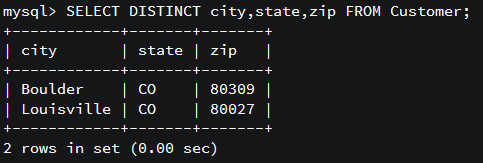 mysql> SELECT DISTINCT city,state,zip FROM Customer;
+------------+-------+-------+
| city       | state | zip   |
+------------+-------+-------+
| Boulder    | CO    | 80309 |
| Louisville | CO    | 80027 |
+------------+-------+-------+
2 rows in set (0.00 sec)